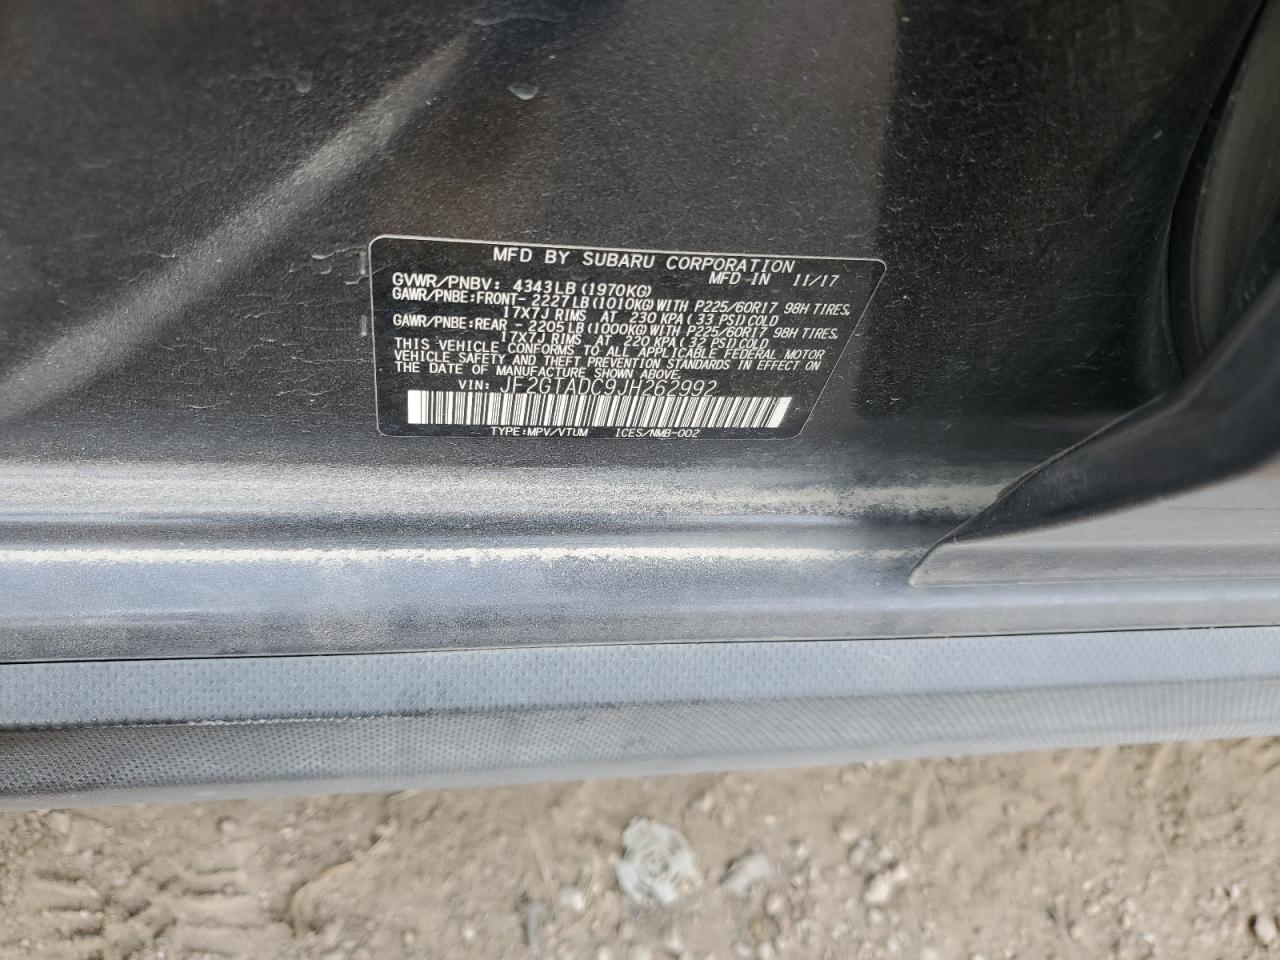 MFD BY SUBARU CORPORATION
MFD IN 11/17
GVWR/PNBV: 4343LB(1970KG)
GAWR/PNBE:FRONT- 2227LB(1010KG)WITH P225/60R17 98H TIRES,
17X7J RIMS AT 230 KPA(33 PSI)COLD
GAWR/PNBE:REAR - 2205LB(1000KG)WITH P225/60R17 98H TIRES,
17X7J RIMS AT 220 KPA(32 PSI)COLD
THIS VEHICLE CONFORMS TO ALL APPLICABLE FEDERAL MOTOR
VEHICLE SAFETY AND THEFT PREVENTION STANDARDS IN EFFECT ON
THE DATE OF MANUFACTURE SHOWN ABOVE.
VIN: JF2GTADC9JH262992
TYPE:MPV/VTUM ICES/NMB-002